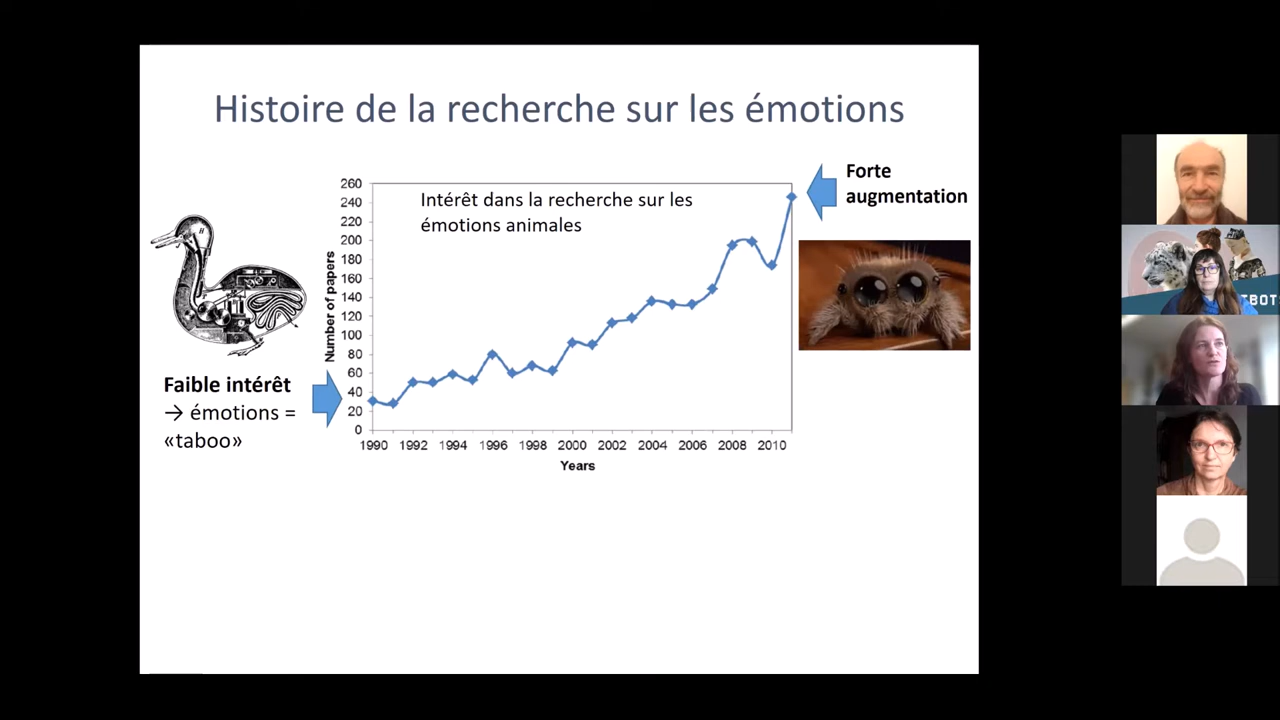 Histoire de la recherche sur les émotions
Forte
augmentation
Intérêt dans la recherche sur les
émotions animales
260
240
220
200
180
160
140
120
100
80
60
40
20
0
Number of papers
1990 1992 1994 1996 1998 2000 2002 2004 2006 2008 2010
Years
Faible intérêt
→ émotions =
«taboo»